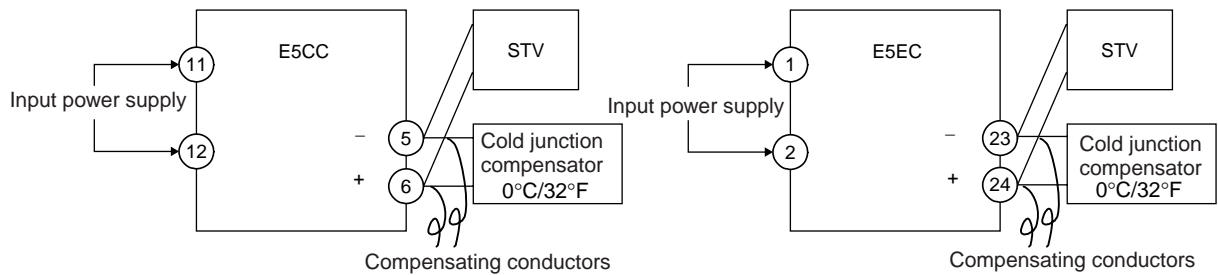 E5CC
STV
11
Input power supply
12
−
5
+
6
Cold junction
compensator
0°C/32°F
Compensating conductors
E5EC
STV
1
Input power supply
2
−
23
+
24
Cold junction
compensator
0°C/32°F
Compensating conductors